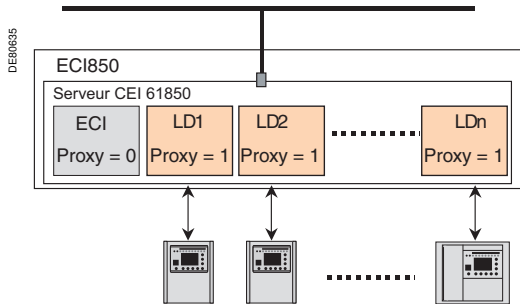 DE80635
ECI850
Serveur CEI 61850
ECI
Proxy = 0
LD1
Proxy = 1
LD2
Proxy = 1
LDn
Proxy = 1